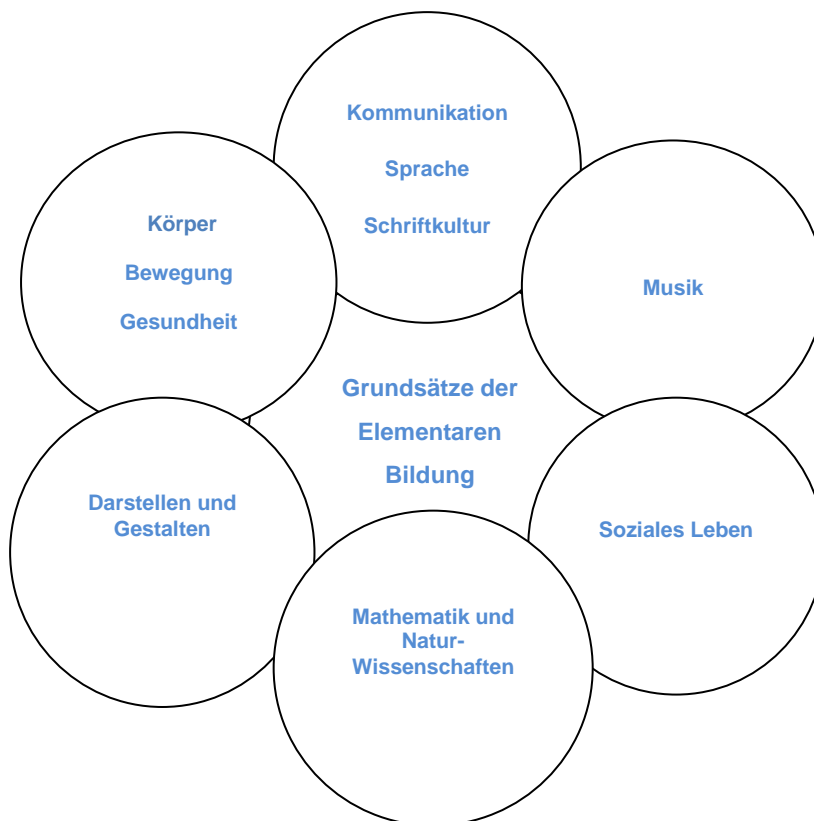 Kommunikation
Sprache
Schriftkultur
Körper
Bewegung
Gesundheit
Musik
Grundsätze der
Elementaren
Bildung
Darstellen und
Gestalten
Soziales Leben
Mathematik und
Natur-
Wissenschaften